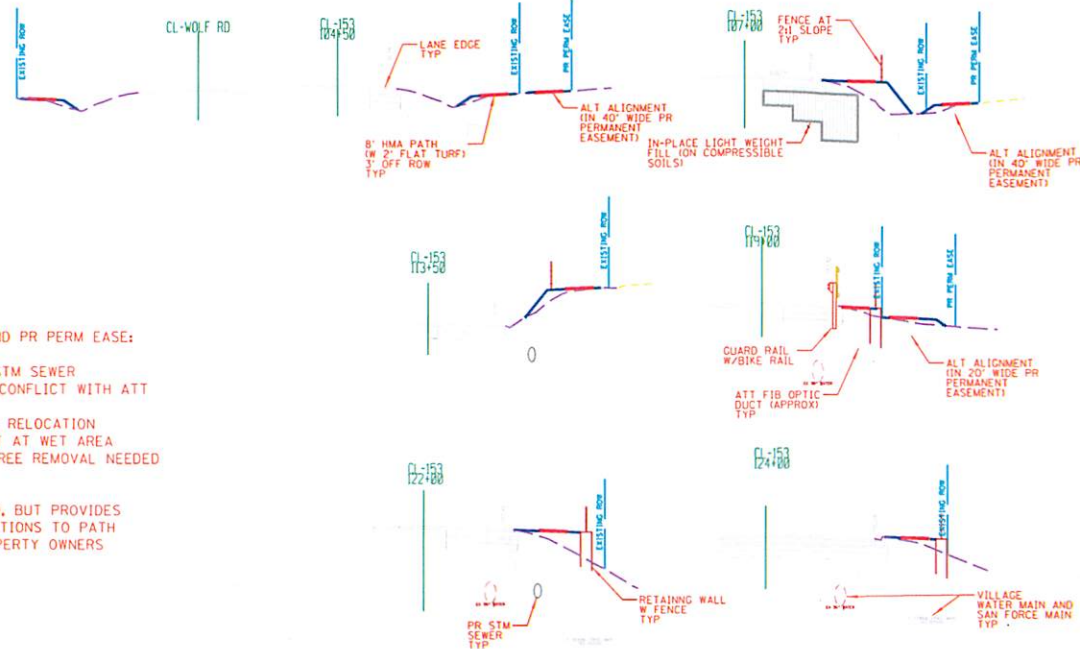 EXISTING ROW
CL-WOLF RD
CL-153
104+50
LANE EDGE
TYP
EXISTING ROW
PR PERM EASE
8' HMA PATH
(W 2' FLAT TURF)
3' OFF ROW
TYP
ALT ALIGNMENT
(IN 40' WIDE PR
PERMANENT
EASEMENT)
CL-153
107+00
FENCE AT
2:1 SLOPE
TYP
EXISTING ROW
PR PERM EASE
IN-PLACE LIGHT WEIGHT
FILL (ON COMPRESSIBLE
SOILS)
ALT ALIGNMENT
(IN 40' WIDE PR
PERMANENT
EASEMENT)
CL-153
113+50
EXISTING ROW
CL-153
119+00
EXISTING ROW
PR PERM EASE
GUARD RAIL
W/BIKE RAIL
ATT FIB OPTIC
DUCT (APPROX)
TYP
ALT ALIGNMENT
(IN 20' WIDE PR
PERMANENT
EASEMENT)
D PR PERM EASE:
STM SEWER
CONFLICT WITH ATT
RELOCATION
AT WET AREA
REE REMOVAL NEEDED
, BUT PROVIDES
TIONS TO PATH
PERTY OWNERS
CL-153
122+00
EXISTING ROW
RETAINNG WALL
W FENCE
TYP
PR STM
SEWER
TYP
CL-153
124+00
EXISTING ROW
VILLAGE
WATER MAIN AND
SAN FORCE MAIN
TYP